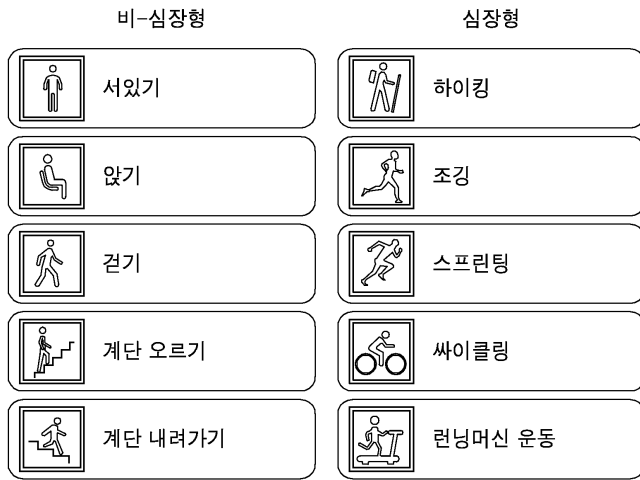 비-심장형
심장형
서있기
하이킹
앉기
조깅
걷기
스프린팅
계단 오르기
싸이클링
계단 내려가기
런닝머신 운동